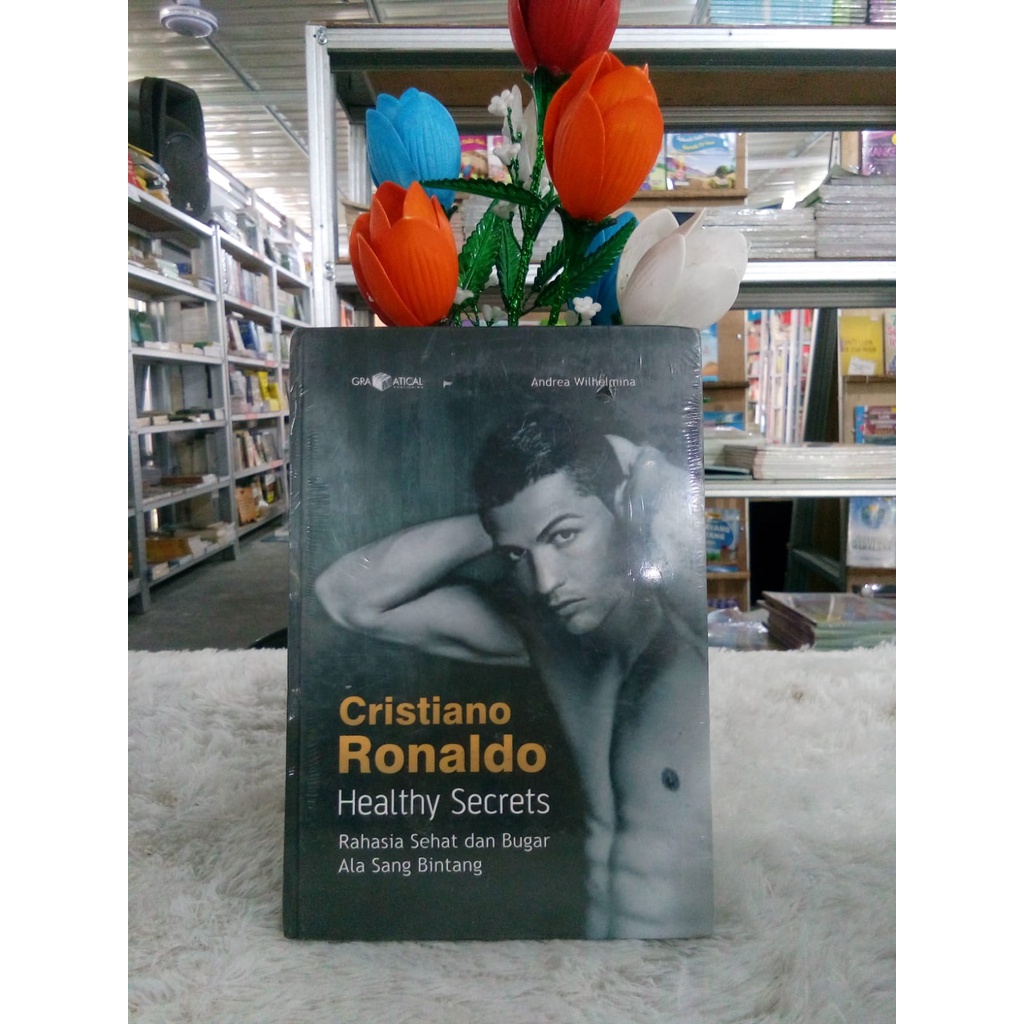 GRAMATICAL
Andrea Wilhelmina
Cristiano
Ronaldo
Healthy Secrets
Rahasia Sehat dan Bugar
Ala Sang Bintang